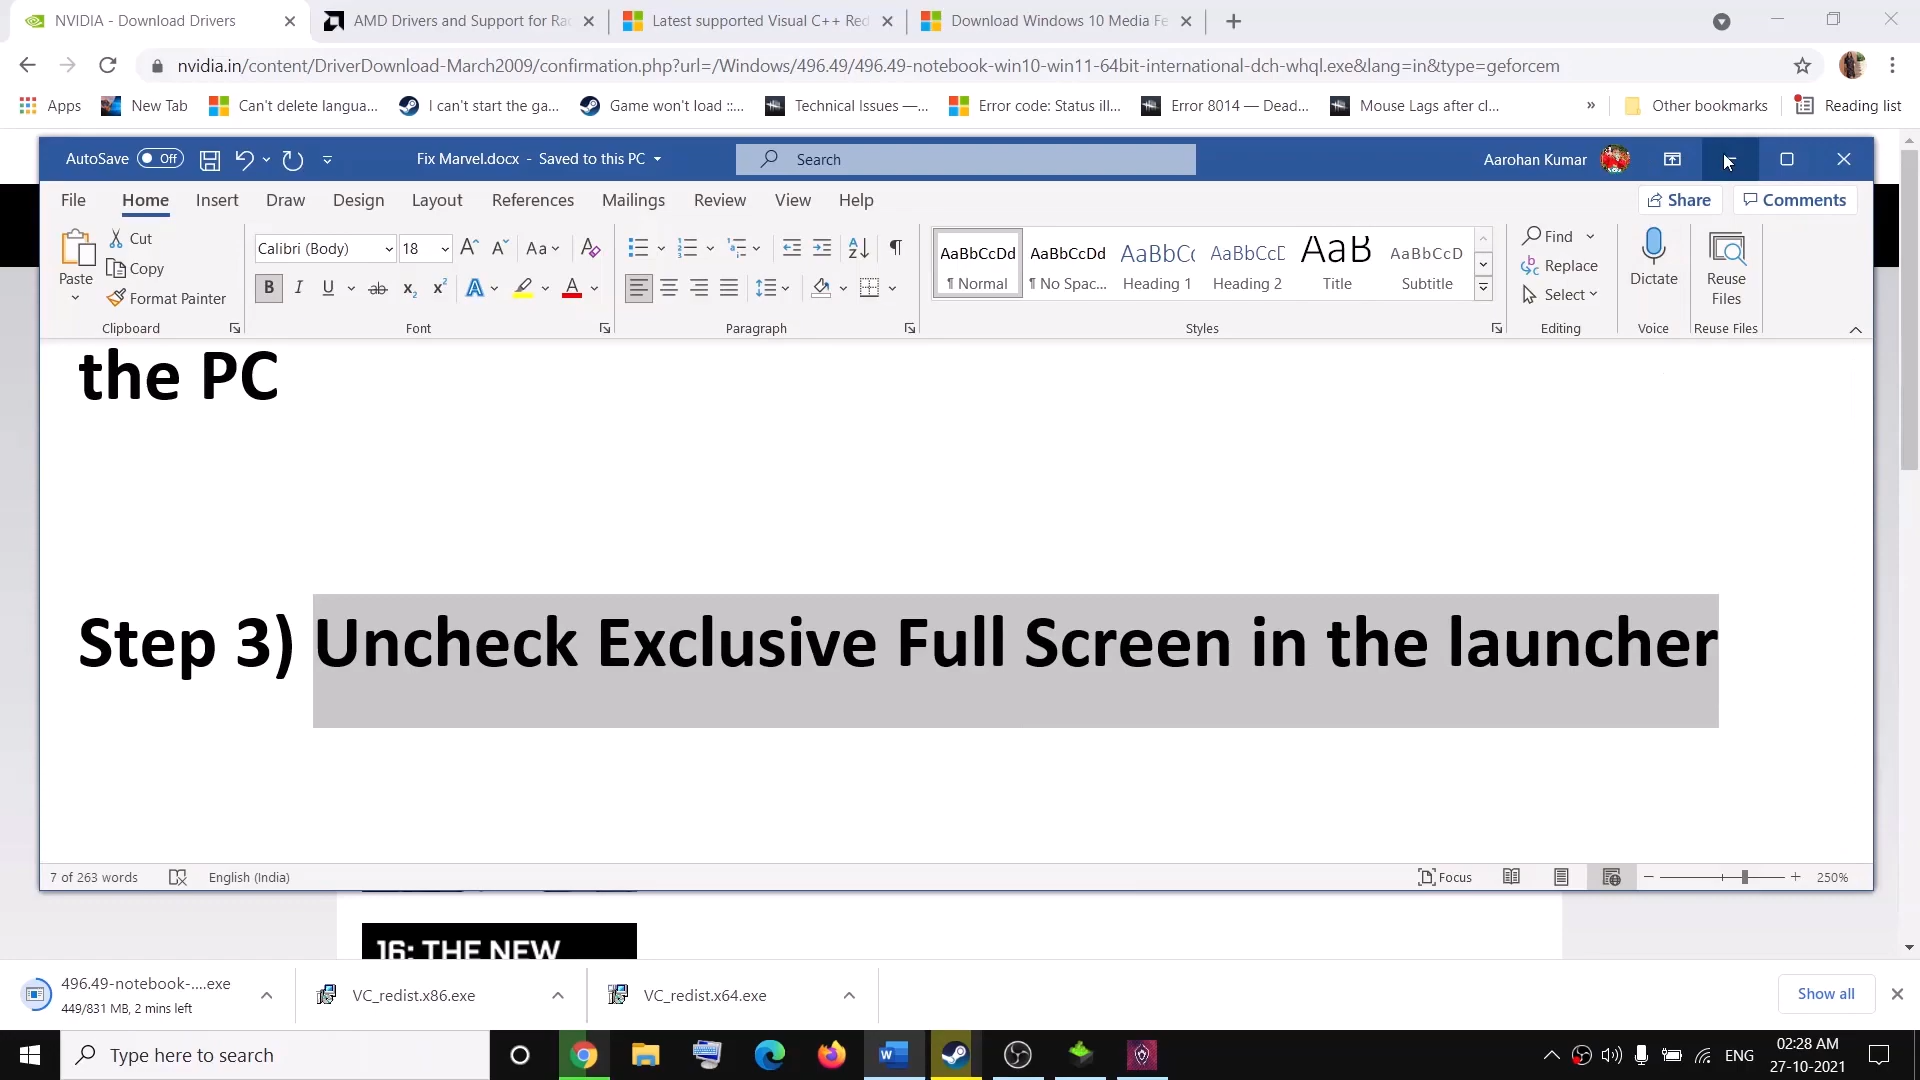 NVIDIA - Download Drivers
AMD Drivers and Support for Ra
Latest supported Visual C++ Red
Download Windows 10 Media Fe
nvidia.in/content/DriverDownload-March2009/confirmation.php?url=/Windows/496.49/496.49-notebook-win10-win11-64bit-international-dch-whql.exe&lang=in&type=geforcem
Apps
New Tab
Can't delete langua...
I can't start the ga...
Game won't load ::...
Technical Issues —...
Error code: Status ill...
Error 8014 — Dead...
Mouse Lags after cl...
»
Other bookmarks
Reading list
AutoSave Off
Fix Marvel.docx - Saved to this PC
Search
Aarohan Kumar
File Home Insert Draw Design Layout References Mailings Review View Help
Share
Comments
Paste
Cut
Copy
Format Painter
Clipboard
Calibri (Body) 18
Font
Paragraph
AaBbCcDd AaBbCcDd AaBbC AaBbCcD AaB AaBbCcD
¶ Normal ¶ No Spac... Heading 1 Heading 2 Title Subtitle
Styles
Find
Replace
Select
Editing
Dictate
Voice
Reuse
Files
Reuse Files
the PC
Step 3) Uncheck Exclusive Full Screen in the launcher
7 of 263 words
English (India)
Focus
250%
16: THE NEW
496.49-notebook-....exe
449/831 MB, 2 mins left
VC_redist.x86.exe
VC_redist.x64.exe
Show all
Type here to search
ENG
02:28 AM
27-10-2021